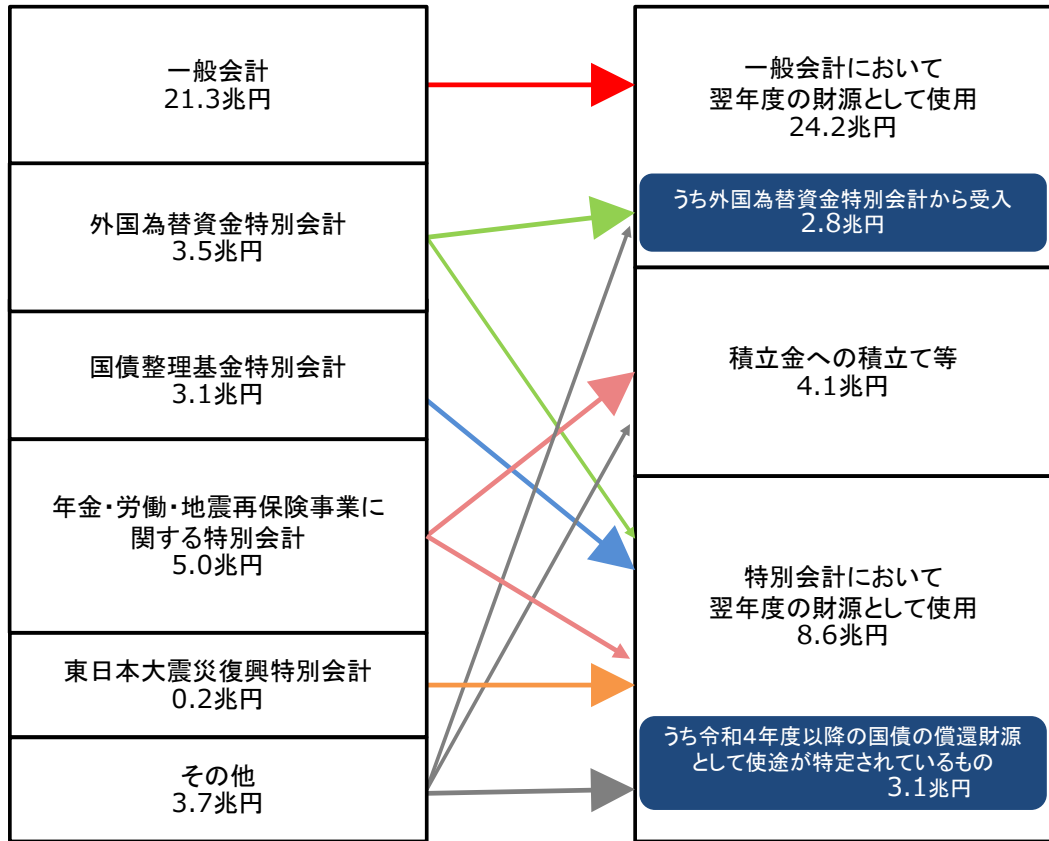 一般会計
21.3兆円
外国為替資金特別会計
3.5兆円
国債整理基金特別会計
3.1兆円
年金・労働・地震再保険事業に
関する特別会計
5.0兆円
東日本大震災復興特別会計
0.2兆円
その他
3.7兆円
一般会計において
翌年度の財源として使用
24.2兆円
うち外国為替資金特別会計から受入
2.8兆円
積立金への積立て等
4.1兆円
特別会計において
翌年度の財源として使用
8.6兆円
うち令和4年度以降の国債の償還財源
として使途が特定されているもの
3.1兆円